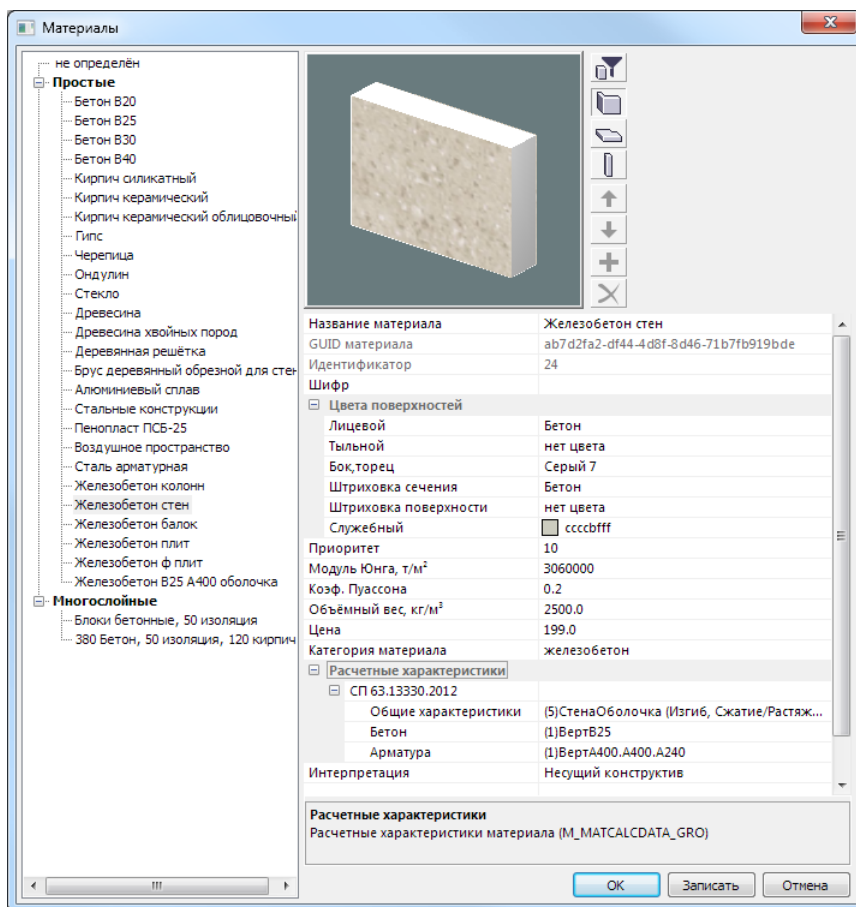 Материалы
не определён
Простые
Бетон В20
Бетон В25
Бетон В30
Бетон В40
Кирпич силикатный
Кирпич керамический
Кирпич керамический облицовочный
Гипс
Черепица
Ондулин
Стекло
Древесина
Древесина хвойных пород
Деревянная решётка
Брус деревянный обрезной для стен
Алюминиевый сплав
Стальные конструкции
Пенопласт ПСБ-25
Воздушное пространство
Сталь арматурная
Железобетон колонн
Железобетон стен
Железобетон балок
Железобетон плит
Железобетон ф плит
Железобетон В25 А400 оболочка
Многослойные
Блоки бетонные, 50 изоляция
380 Бетон, 50 изоляция, 120 кирпич
Название материала Железобетон стен
GUID материала ab7d2fa2-df44-4d8f-8d46-71b7fb919bde
Идентификатор 24
Шифр
Цвета поверхностей
Лицевой Бетон
Тыльной нет цвета
Бок,торец Серый 7
Штриховка сечения Бетон
Штриховка поверхности нет цвета
Служебный ccccbfff
Приоритет 10
Модуль Юнга, т/м² 3060000
Коэф. Пуассона 0.2
Объёмный вес, кг/м³ 2500.0
Цена 199.0
Категория материала железобетон
Расчетные характеристики
СП 63.13330.2012
Общие характеристики (5)СтенаОболочка (Изгиб, Сжатие/Растяж...
Бетон (1)ВертВ25
Арматура (1)ВертА400.А400.А240
Интерпретация Несущий конструктив
Расчетные характеристики
Расчетные характеристики материала (M_MATCALCDATA_GRO)
ОК Записать Отмена